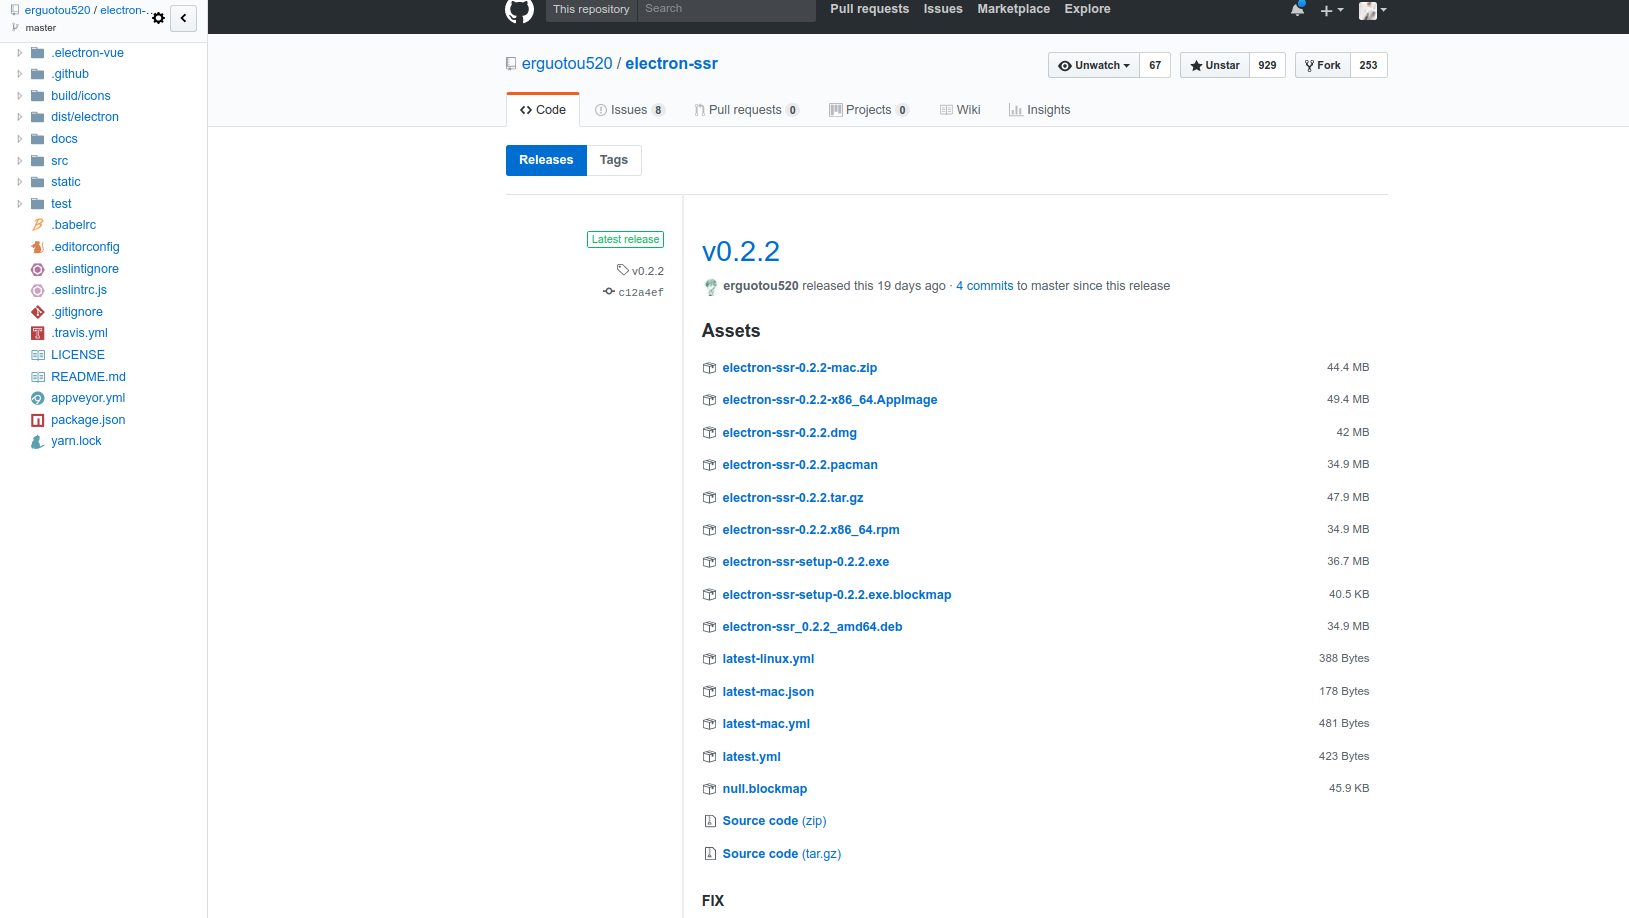 erguotou520 / electron-…
master
.electron-vue
.github
build/icons
dist/electron
docs
src
static
test
.babelrc
.editorconfig
.eslintignore
.eslintrc.js
.gitignore
.travis.yml
LICENSE
README.md
appveyor.yml
package.json
yarn.lock
This repository Search Pull requests Issues Marketplace Explore
erguotou520 / electron-ssr
Unwatch 67 Unstar 929 Fork 253
Code Issues 8 Pull requests 0 Projects 0 Wiki Insights
Releases Tags
Latest release
v0.2.2
c12a4ef
v0.2.2
erguotou520 released this 19 days ago · 4 commits to master since this release
Assets
electron-ssr-0.2.2-mac.zip 44.4 MB
electron-ssr-0.2.2-x86_64.AppImage 49.4 MB
electron-ssr-0.2.2.dmg 42 MB
electron-ssr-0.2.2.pacman 34.9 MB
electron-ssr-0.2.2.tar.gz 47.9 MB
electron-ssr-0.2.2.x86_64.rpm 34.9 MB
electron-ssr-setup-0.2.2.exe 36.7 MB
electron-ssr-setup-0.2.2.exe.blockmap 40.5 KB
electron-ssr_0.2.2_amd64.deb 34.9 MB
latest-linux.yml 388 Bytes
latest-mac.json 178 Bytes
latest-mac.yml 481 Bytes
latest.yml 423 Bytes
null.blockmap 45.9 KB
Source code (zip)
Source code (tar.gz)
FIX